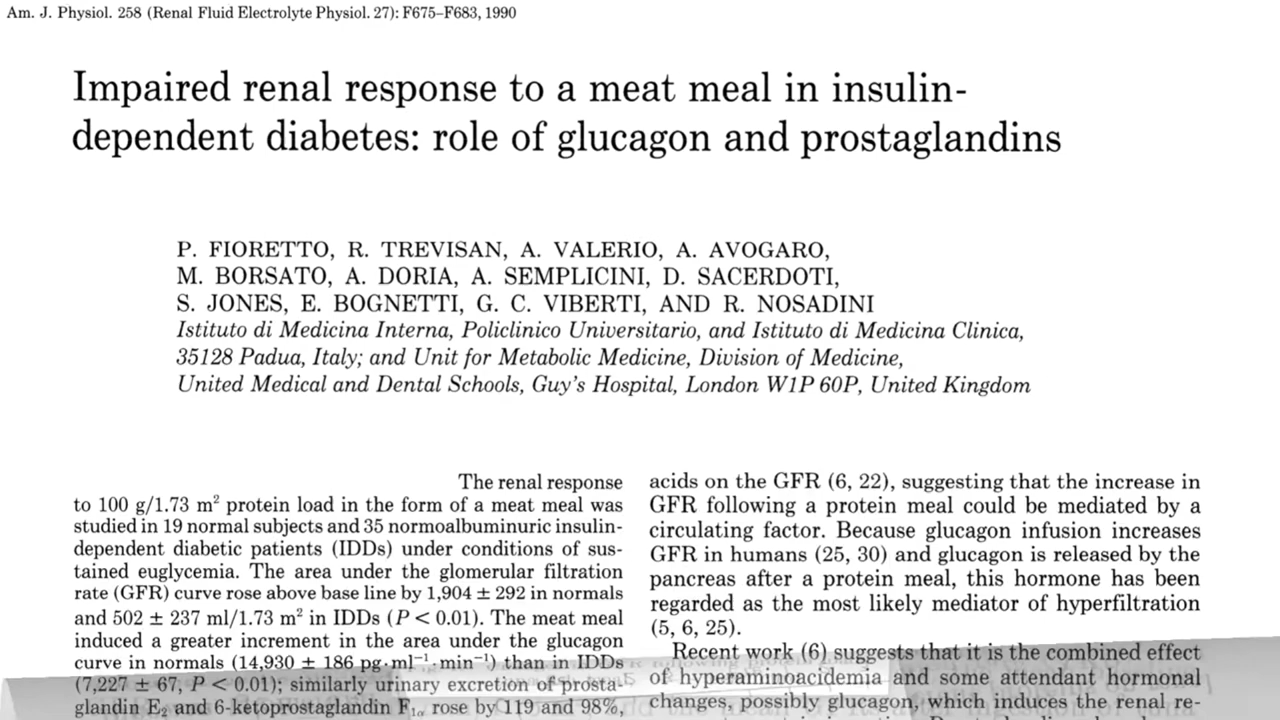 Am. J. Physiol. 258 (Renal Fluid Electrolyte Physiol. 27): F675–F683, 1990
Impaired renal response to a meat meal in insulin-
dependent diabetes: role of glucagon and prostaglandins
P. FIORETTO, R. TREVISAN, A. VALERIO, A. AVOGARO,
M. BORSATO, A. DORIA, A. SEMPLICINI, D. SACERDOTI,
S. JONES, E. BOGNETTI, G. C. VIBERTI, AND R. NOSADINI
Istituto di Medicina Interna, Policlinico Universitario, and Istituto di Medicina Clinica,
35128 Padua, Italy; and Unit for Metabolic Medicine, Division of Medicine,
United Medical and Dental Schools, Guy's Hospital, London W1P 60P, United Kingdom
The renal response
to 100 g/1.73 m² protein load in the form of a meat meal was
studied in 19 normal subjects and 35 normoalbuminuric insulin-
dependent diabetic patients (IDDs) under conditions of sus-
tained euglycemia. The area under the glomerular filtration
rate (GFR) curve rose above base line by 1,904 ± 292 in normals
and 502 ± 237 ml/1.73 m² in IDDs (P < 0.01). The meat meal
induced a greater increment in the area under the glucagon
curve in normals (14,930 ± 186 pg·ml⁻¹·min⁻¹) than in IDDs
(7,227 ± 67, P < 0.01); similarly urinary excretion of prosta-
glandin E₂ and 6-ketoprostaglandin F₁α rose by 119 and 98%,
acids on the GFR (6, 22), suggesting that the increase in
GFR following a protein meal could be mediated by a
circulating factor. Because glucagon infusion increases
GFR in humans (25, 30) and glucagon is released by the
pancreas after a protein meal, this hormone has been
regarded as the most likely mediator of hyperfiltration
(5, 6, 25).
Recent work (6) suggests that it is the combined effect
of hyperaminoacidemia and some attendant hormonal
changes, possibly glucagon, which induces the renal re-